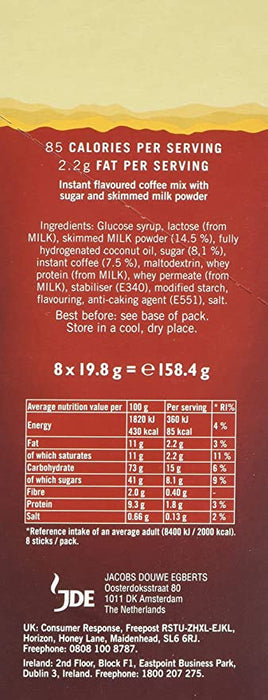 85 CALORIES PER SERVING
2.2g FAT PER SERVING
Instant flavoured coffee mix with
sugar and skimmed milk powder
Ingredients: Glucose syrup, lactose (from
MILK), skimmed MILK powder (14.5 %), fully
hydrogenated coconut oil, sugar (8,1 %),
instant coffee (7.5 %), maltodextrin, whey
protein (from MILK), whey permeate (from
MILK), stabiliser (E340), modified starch,
flavouring, anti-caking agent (E551), salt.
Best before: see base of pack.
Store in a cool, dry place.
8 x 19.8 g = e 158.4 g
Average nutrition value per 100 g Per serving * RI%
Energy 1820 kJ 430 kcal 360 kJ 85 kcal 4 %
Fat 11 g 2.2 g 3 %
of which saturates 11 g 2.2 g 11 %
Carbohydrate 73 g 15 g 6 %
of which sugars 41 g 8.1 g 9 %
Fibre 2.0 g 0.40 g -
Protein 9.3 g 1.8 g 3%
Salt 0.66 g 0.13 g 2 %
*Reference intake of an average adult (8400 kJ / 2000 kcal).
8 sticks / pack.
JDE
JACOBS DOUWE EGBERTS
Oosterdoksstraat 80
1011 DK Amsterdam
The Netherlands
UK: Consumer Response, Freepost RSTU-ZHXL-EJKL,
Horizon, Honey Lane, Maidenhead, SL6 6RJ.
Freephone: 0808 100 8787.
Ireland: 2nd Floor, Block F1, Eastpoint Business Park,
Dublin 3, Ireland. Freephone: 1800 207 275.